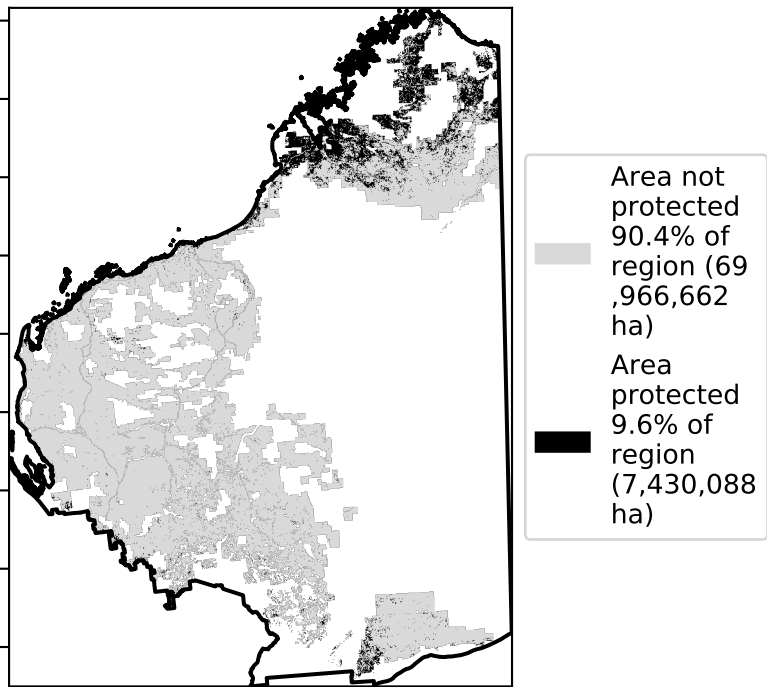 Area not
protected
90.4% of
region (69
,966,662
ha)
Area
protected
9.6% of
region
(7,430,088
ha)